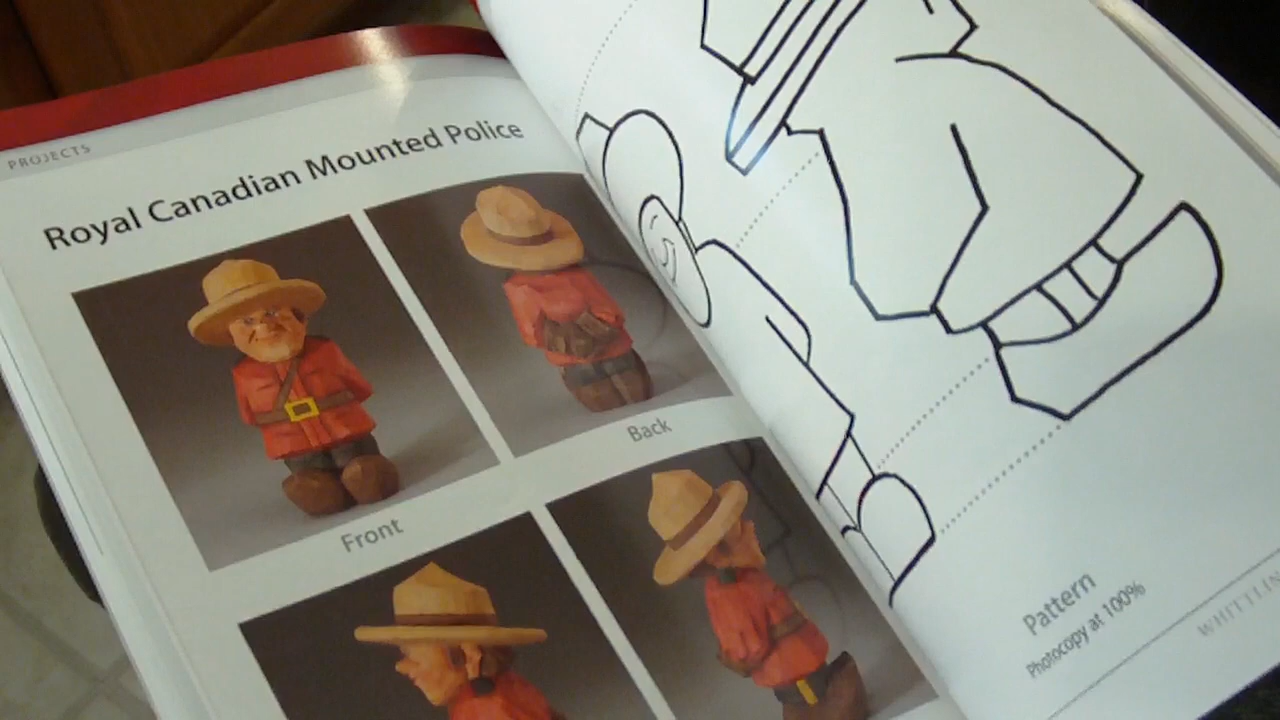 PROJECTS
Royal Canadian Mounted Police
Back
Front
Pattern
Photocopy at 100%